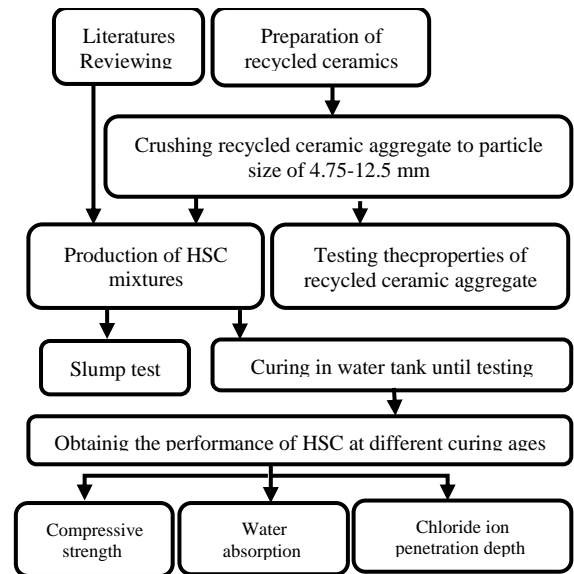 Literatures
Reviewing
Preparation of
recycled ceramics
Crushing recycled ceramic aggregate to particle
size of 4.75-12.5 mm
Production of HSC
mixtures
Testing thecproperties of
recycled ceramic aggregate
Slump test
Curing in water tank until testing
Obtainig the performance of HSC at different curing ages
Compressive
strength
Water
absorption
Chloride ion
penetration depth